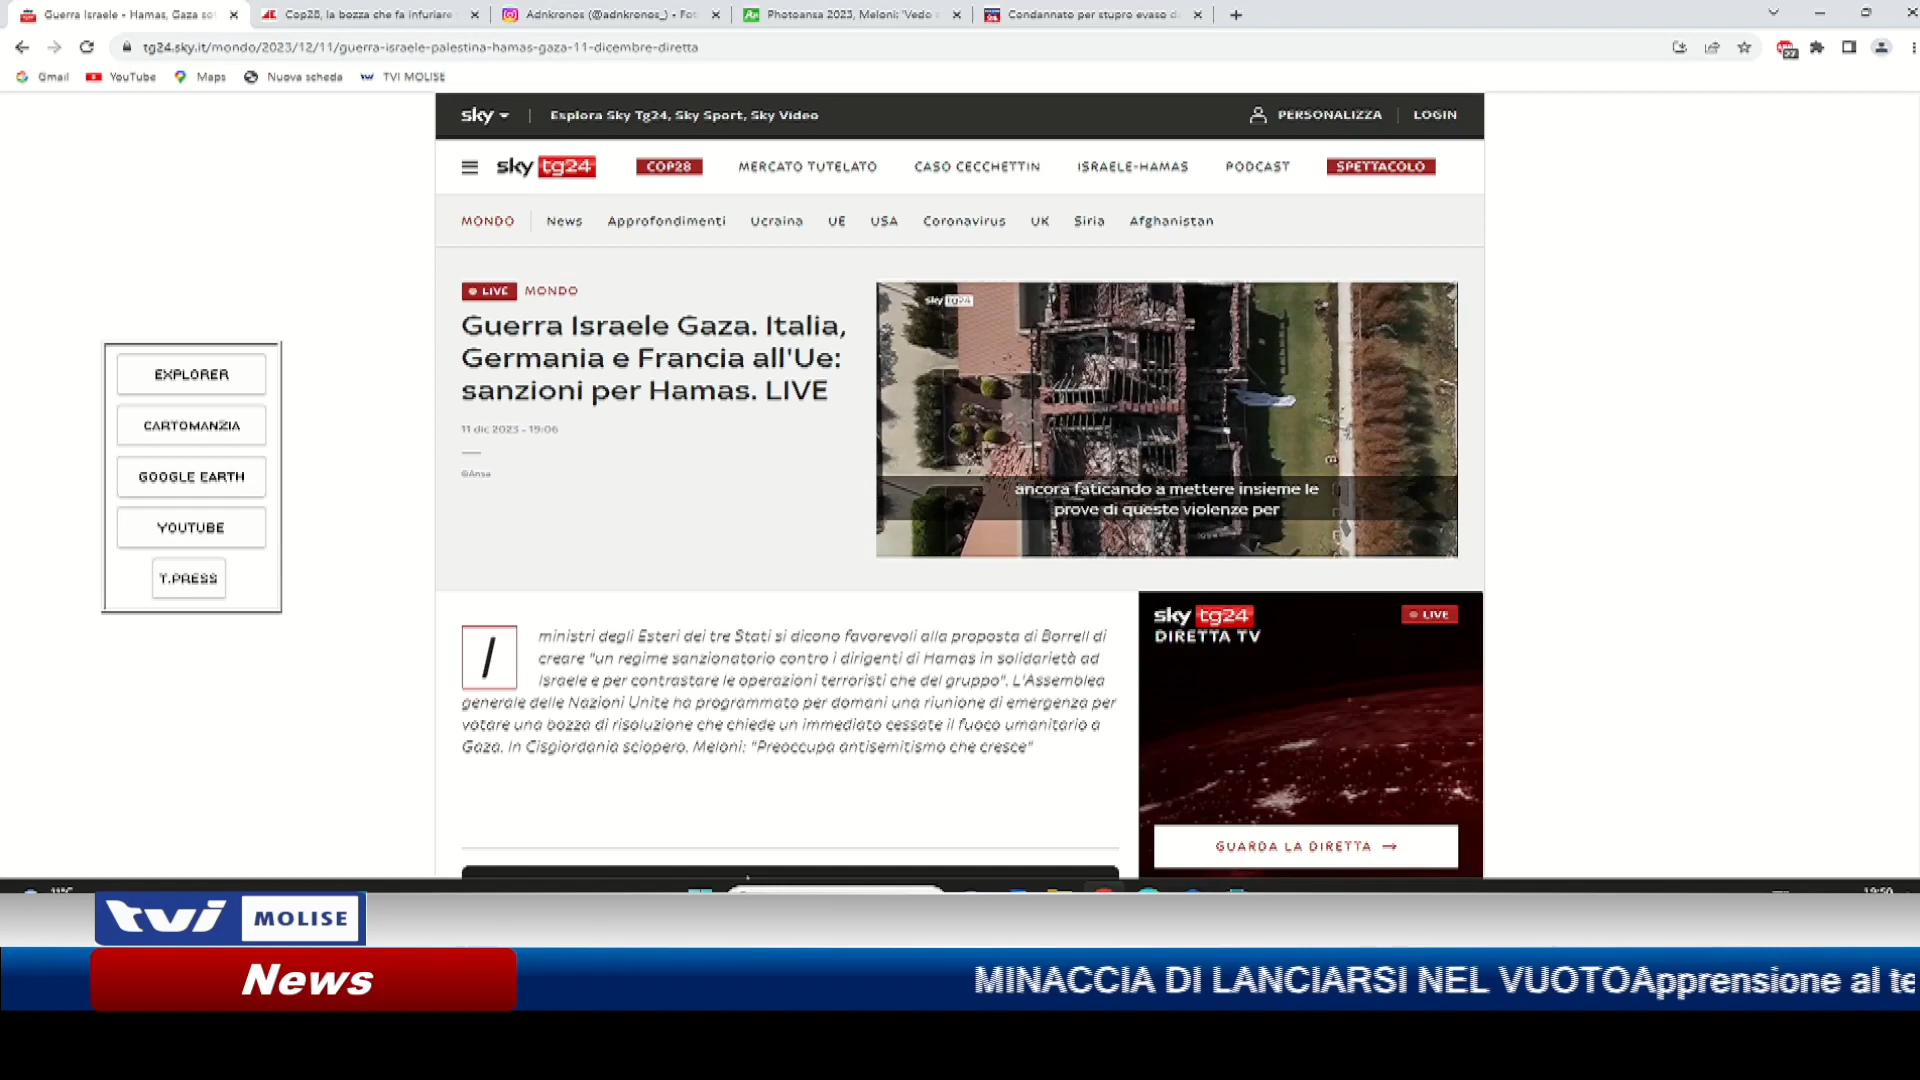 Guerra Israele - Hamas, Gaza so
Cop28, la bozza che fa infuriare
Adnkronos (@adnkronos_) • Fot
Photoansa 2023, Meloni: 'Vedo
Condannato per stupro evaso d
tg24.sky.it/mondo/2023/12/11/guerra-israele-palestina-hamas-gaza-11-dicembre-diretta
27
Gmail YouTube Maps Nuova scheda TVI MOLISE
sky Esplora Sky Tg24, Sky Sport, Sky Video PERSONALIZZA LOGIN
sky tg24 COP28 MERCATO TUTELATO CASO CECCHETTIN ISRAELE-HAMAS PODCAST SPETTACOLO
MONDO News Approfondimenti Ucraina UE USA Coronavirus UK Siria Afghanistan
LIVE MONDO
Guerra Israele Gaza. Italia,
Germania e Francia all'Ue:
sanzioni per Hamas. LIVE
11 dic 2023 - 19:06
©Ansa
sky tg24
ancora faticando a mettere insieme le
prove di queste violenze per
EXPLORER
CARTOMANZIA
GOOGLE EARTH
YOUTUBE
T.PRESS
I ministri degli Esteri dei tre Stati si dicono favorevoli alla proposta di Borrell di
creare "un regime sanzionatorio contro i dirigenti di Hamas in solidarietà ad
Israele e per contrastare le operazioni terroristi che del gruppo". L'Assemblea
generale delle Nazioni Unite ha programmato per domani una riunione di emergenza per
votare una bozza di risoluzione che chiede un immediato cessate il fuoco umanitario a
Gaza. In Cisgiordania sciopero. Meloni: "Preoccupa antisemitismo che cresce"
sky tg24 LIVE
DIRETTA TV
GUARDA LA DIRETTA →
11°C
19:50
tvi MOLISE
News
MINACCIA DI LANCIARSI NEL VUOTOApprensione al te